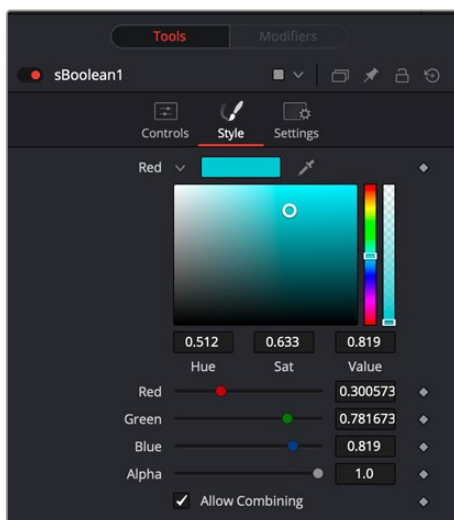 Tools Modifiers
sBoolean1
Controls Style Settings
Red
0.512 0.633 0.819
Hue Sat Value
Red 0.300573
Green 0.781673
Blue 0.819
Alpha 1.0
Allow Combining